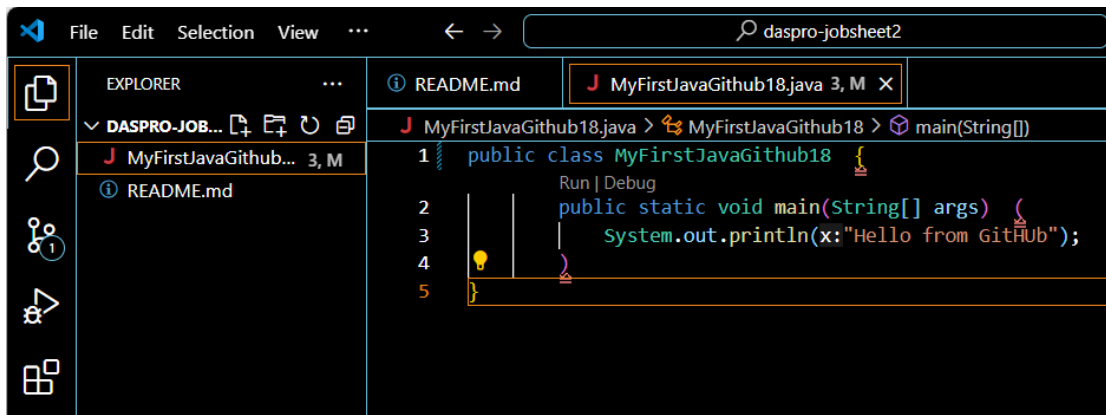 File Edit Selection View ··· ← → daspro-jobsheet2
EXPLORER ···
README.md
MyFirstJavaGithub18.java 3, M ×
DASPRO-JOB...
MyFirstJavaGithub18.java > MyFirstJavaGithub18 > main(String[])
MyFirstJavaGithub... 3, M
README.md
1 public class MyFirstJavaGithub18 {
Run | Debug
2 public static void main(String[] args) (
3 System.out.println(x:"Hello from GitHUb");
4 )
5 }
1